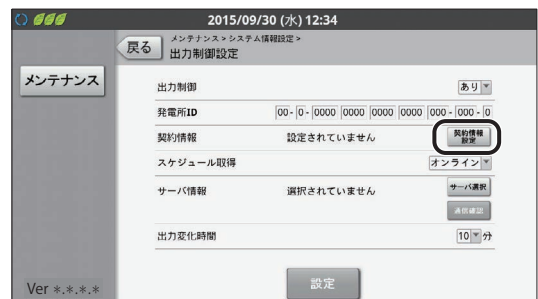 2015/09/30 (水) 12:34
戻る
メンテナンス > システム情報設定 >
出力制御設定
メンテナンス
出力制御 あり
発電所ID 00 - 0 - 0000 0000 0000 0000 000 - 000 - 0
契約情報 設定されていません 契約情報
設定
スケジュール取得 オンライン
サーバ情報 選択されていません サーバ選択
通信確認
出力変化時間 10 分
設定
Ver *.*.*.*